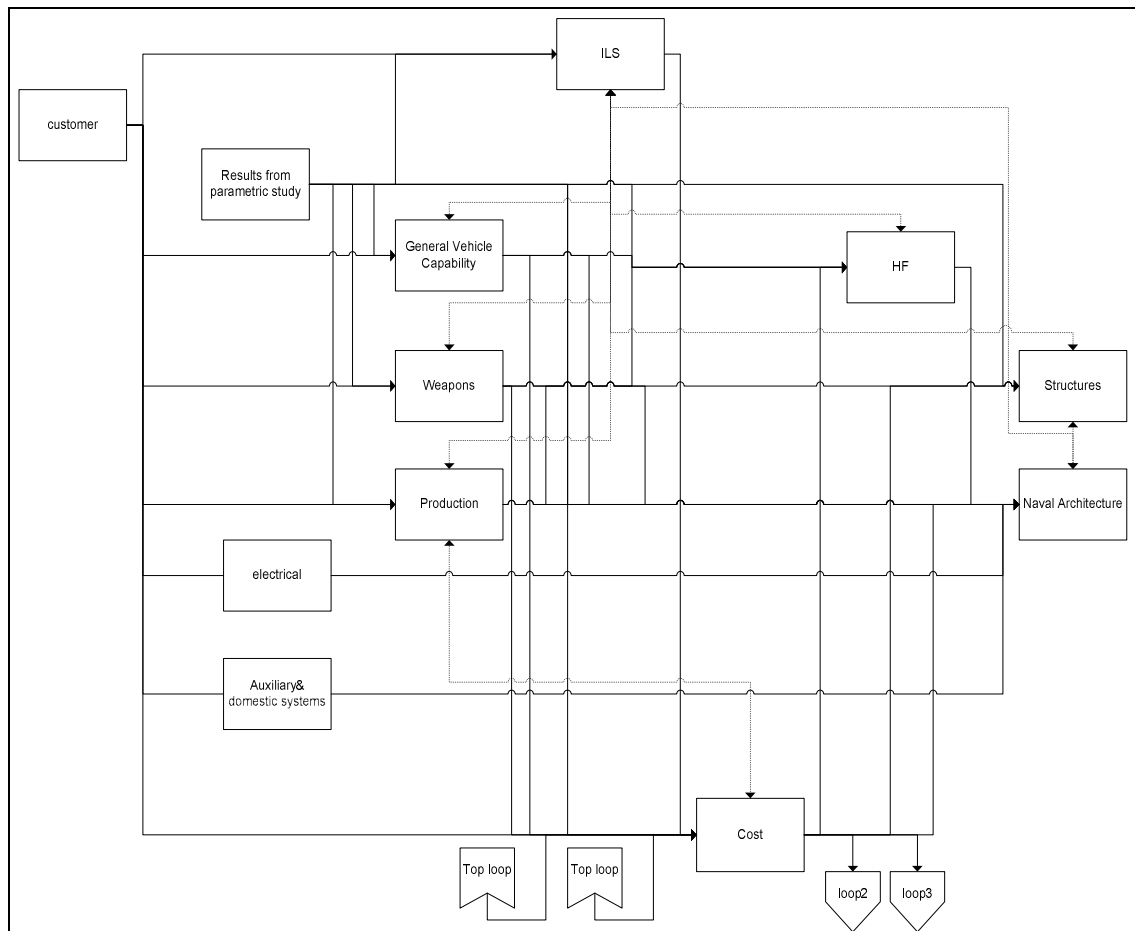 ILS
customer
Results from
parametric study
General Vehicle
Capability
HF
Weapons
Structures
Production
Naval Architecture
electrical
Auxiliary&
domestic systems
Cost
Top loop
Top loop
loop2
loop3